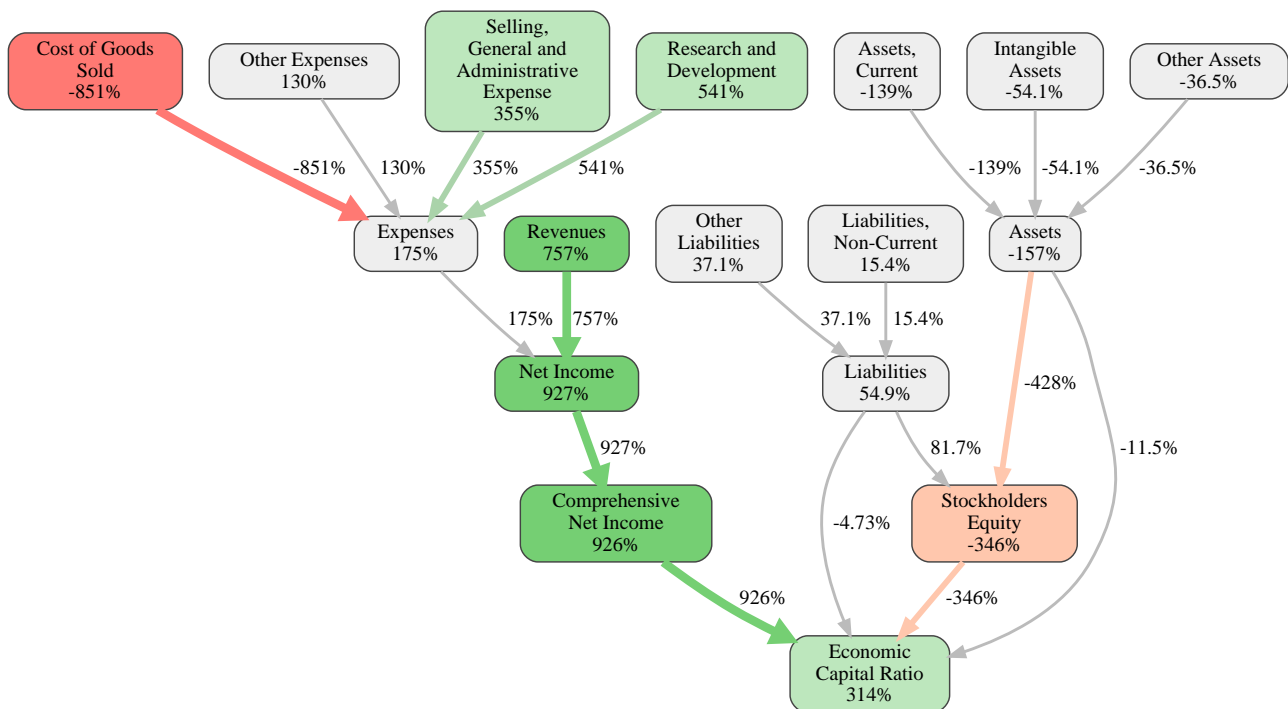 Cost of Goods
Sold
-851%
Other Expenses
130%
Selling,
General and
Administrative
Expense
355%
Research and
Development
541%
Assets,
Current
-139%
Intangible
Assets
-54.1%
Other Assets
-36.5%
-851%
130%
355%
541%
-139%
-54.1%
-36.5%
Expenses
175%
Revenues
757%
Other
Liabilities
37.1%
Liabilities,
Non-Current
15.4%
Assets
-157%
175%
757%
37.1%
15.4%
Net Income
927%
Liabilities
54.9%
-428%
927%
81.7%
-11.5%
Comprehensive
Net Income
926%
-4.73%
Stockholders
Equity
-346%
926%
-346%
Economic
Capital Ratio
314%